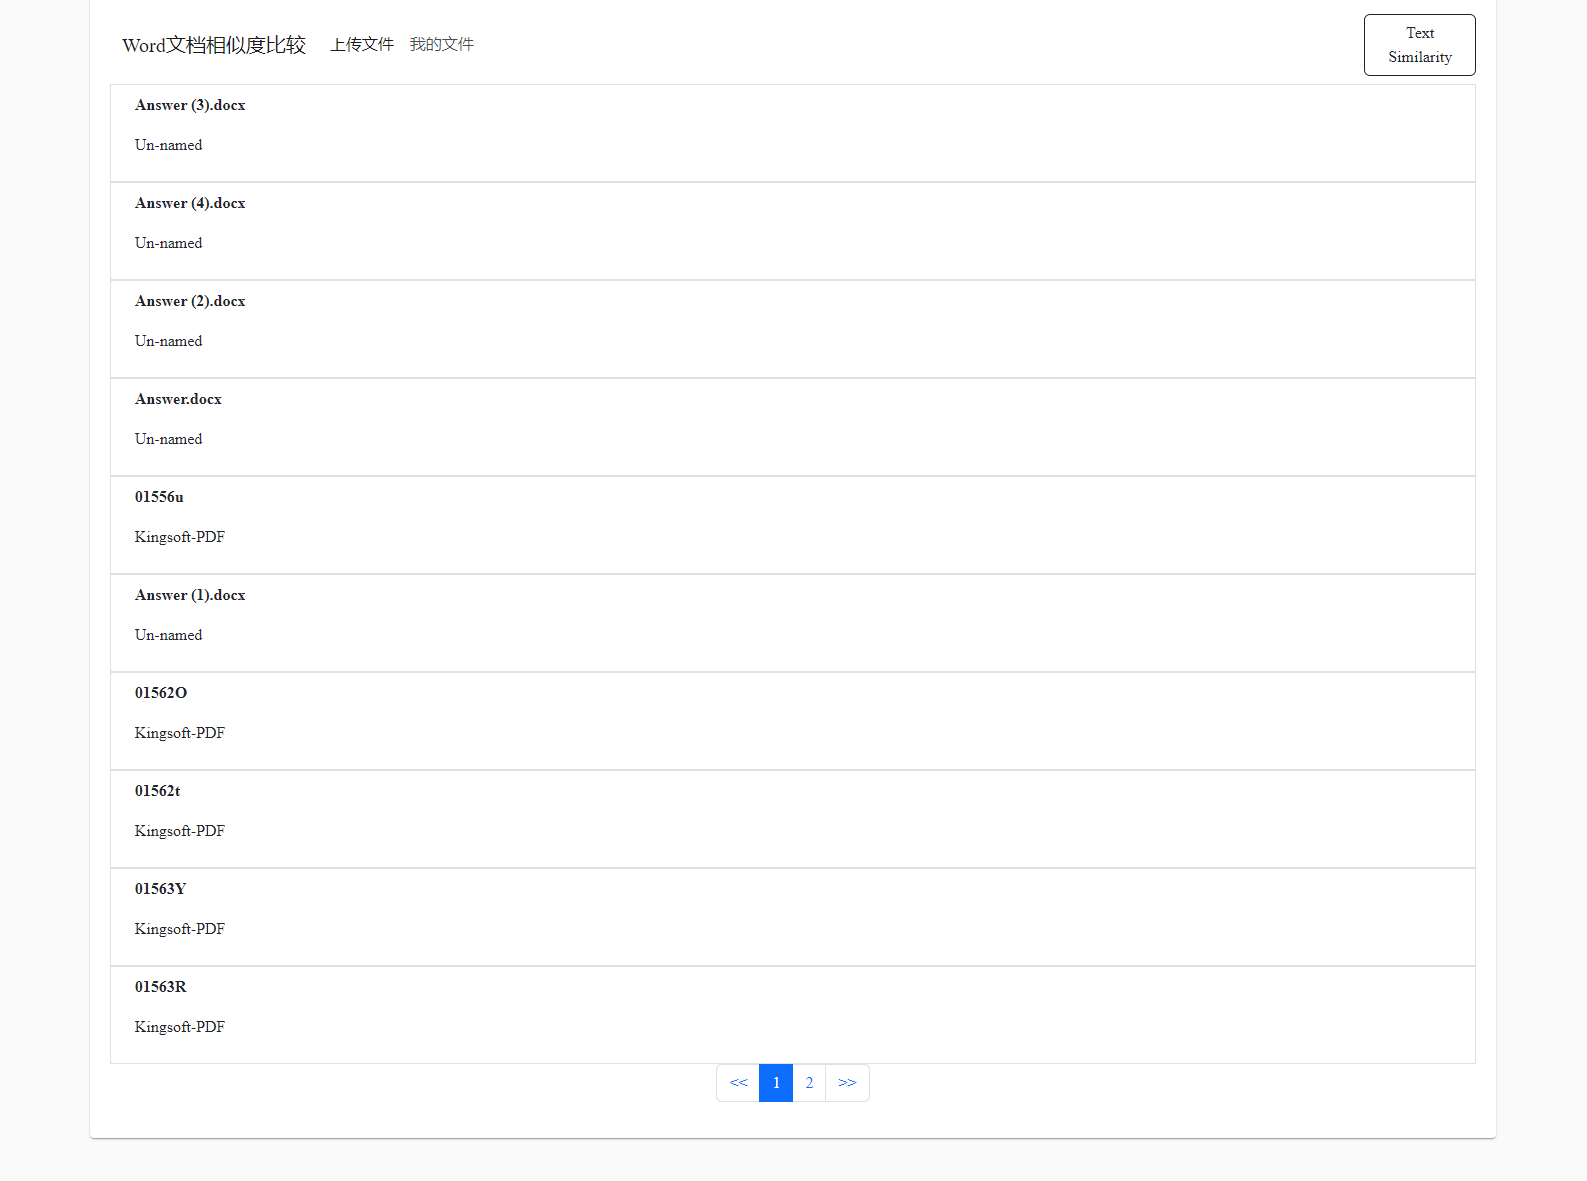 Word文档相似度比较 上传文件 我的文件
Text
Similarity
Answer (3).docx
Un-named
Answer (4).docx
Un-named
Answer (2).docx
Un-named
Answer.docx
Un-named
01556u
Kingsoft-PDF
Answer (1).docx
Un-named
01562O
Kingsoft-PDF
01562t
Kingsoft-PDF
01563Y
Kingsoft-PDF
01563R
Kingsoft-PDF
<< 1 2 >>